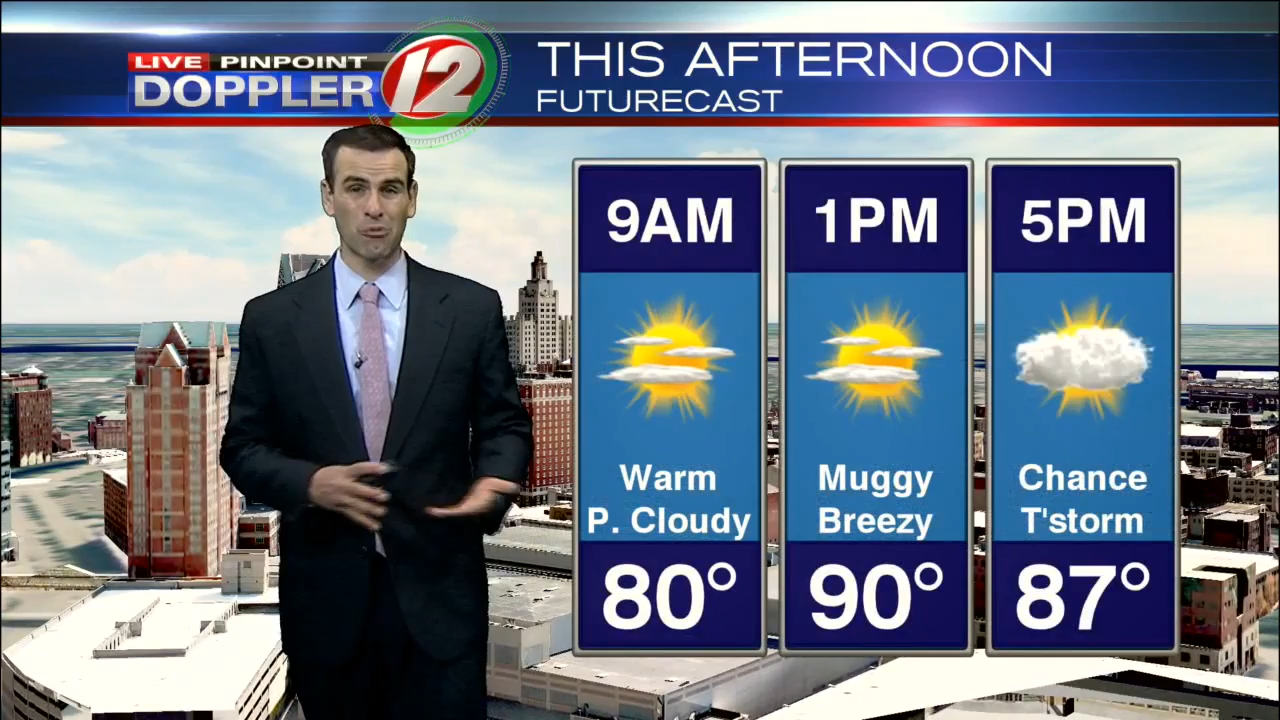 LIVE PINPOINT
DOPPLER 12
THIS AFTERNOON
FUTURECAST
9AM
Warm
P. Cloudy
80°
1PM
Muggy
Breezy
90°
5PM
Chance
T'storm
87°